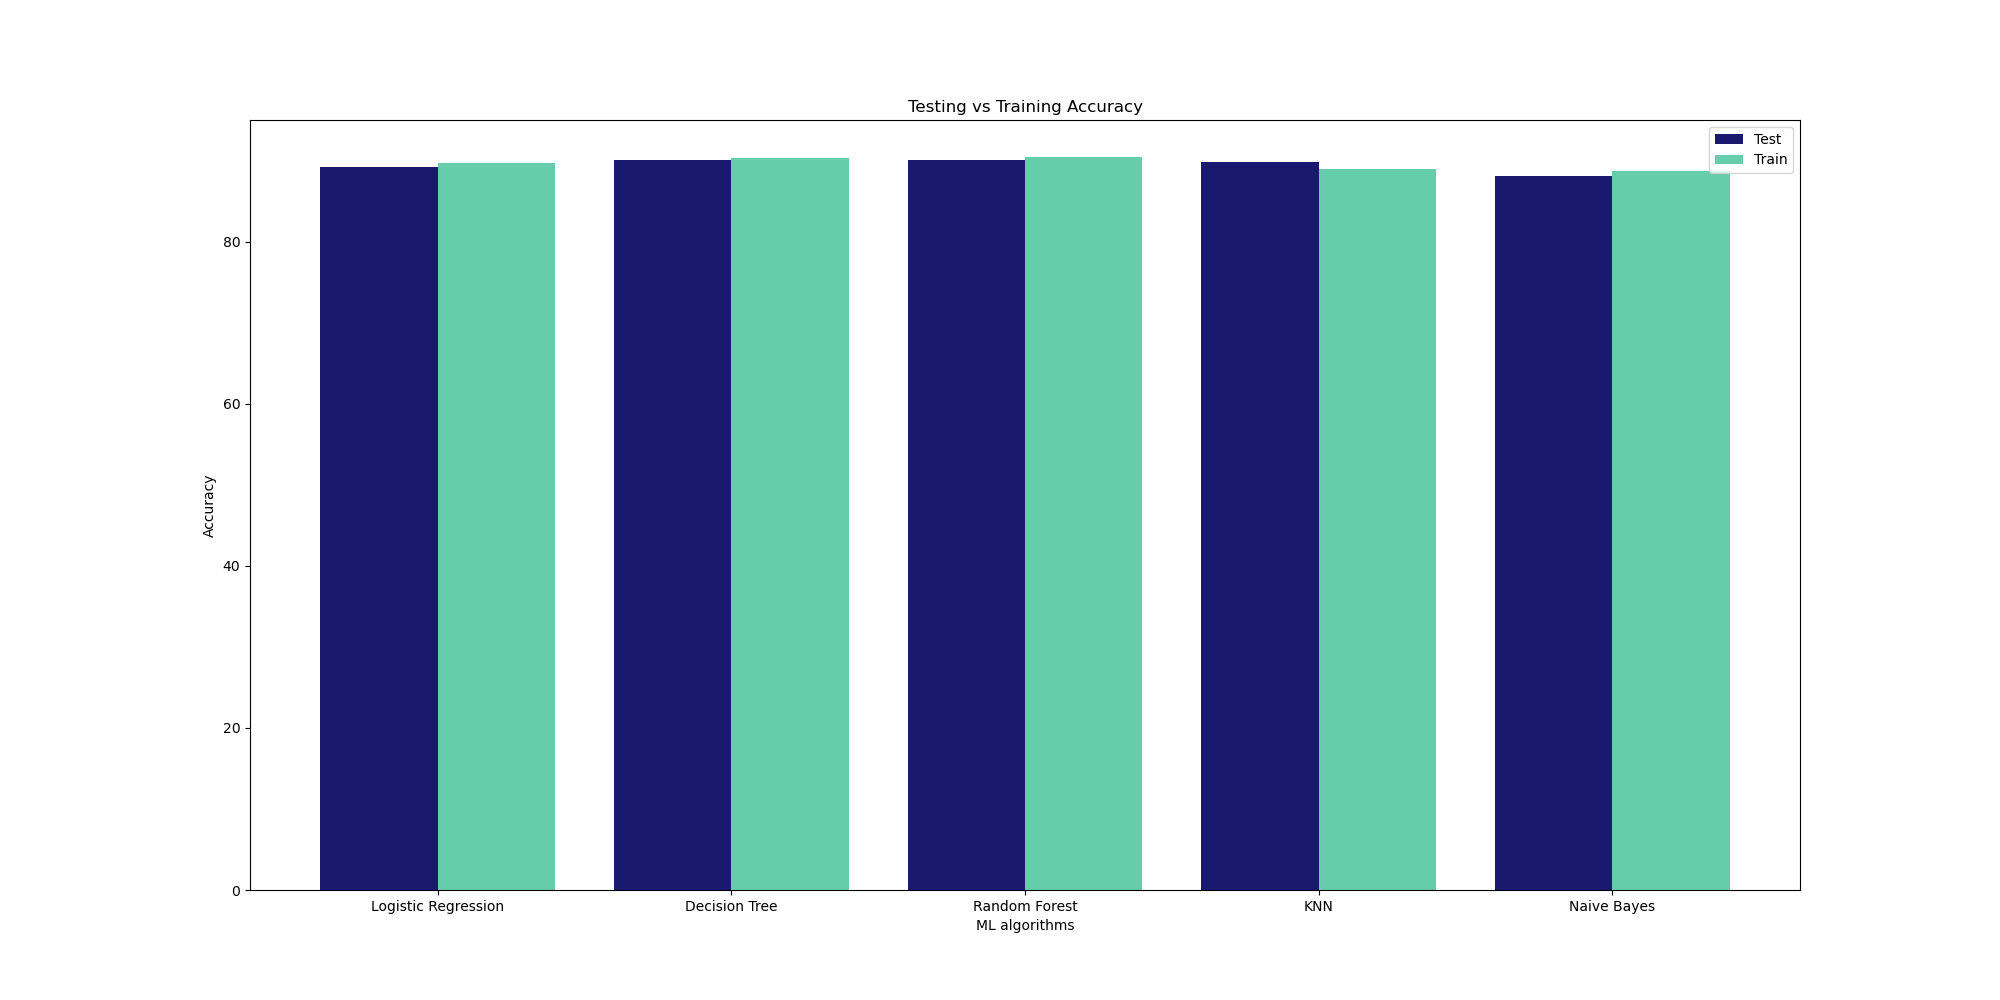 Testing vs Training Accuracy
Test
Train
80
60
40
20
0
Accuracy
Logistic Regression
Decision Tree
Random Forest
KNN
Naive Bayes
ML algorithms